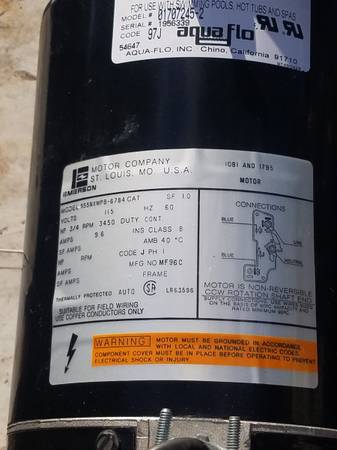 FOR USE WITH SWIMMING POOLS, HOT TUBS AND SPAS
MODEL # 01707245-2
SERIAL # 1956339
CODE 97J aqua flo
54647
AQUA-FLO, INC. Chino, California 91710
EMERSON
MOTOR COMPANY
ST. LOUIS, MO. U.S.A.
1081 AND 1785
MOTOR
MODEL CAT SF 1.0
VOLTS 115 HZ 60
HP 3/4 RPM 3450 DUTY CONT.
AMPS 9.6 INS CLASS B
SF AMPS AMB 40 °C
HP RPM CODE J PH 1
AMPS MFG NO MF96C
SF AMPS FRAME
THERMALLY PROTECTED AUTO SA LR63596
SUITABLE FOR FIELD WIRING
USE COPPER CONDUCTORS ONLY
CONNECTIONS
BLUE
BLUE
LINE
MOTOR IS NON-REVERSIBLE
CCW ROTATION SHAFT END
WARNING
MOTOR MUST BE GROUNDED IN ACCORDANCE
WITH LOCAL AND NATIONAL ELECTRIC CODES.
COMPONENT COVER MUST BE IN PLACE BEFORE OPERATING TO PREVENT
ELECTRICAL SHOCK OR INJURY.